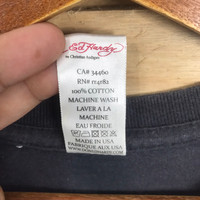 Ed Hardy
by Christian Audigier
CA# 34460
RN# 114282
100% COTTON
MACHINE WASH
LAVER A LA
MACHINE
EAU FROIDE
MADE IN USA
FABRIQUE AUX USA